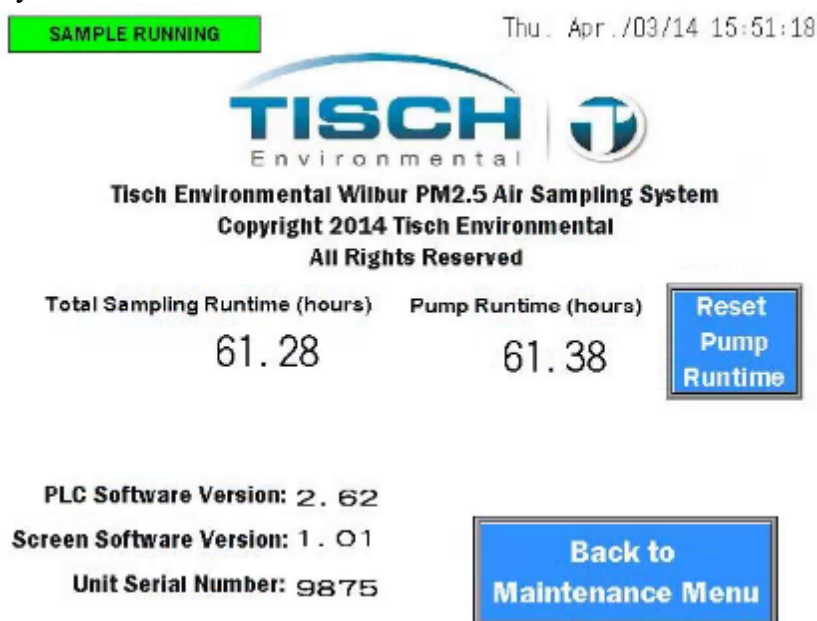 SAMPLE RUNNING
Thu. Apr./03/14 15:51:18
TISCH
Environmental
Tisch Environmental Wilbur PM2.5 Air Sampling System
Copyright 2014 Tisch Environmental
All Rights Reserved
Total Sampling Runtime (hours)
61.28
Pump Runtime (hours)
61.38
Reset
Pump
Runtime
PLC Software Version: 2.62
Screen Software Version: 1.01
Unit Serial Number: 9875
Back to
Maintenance Menu